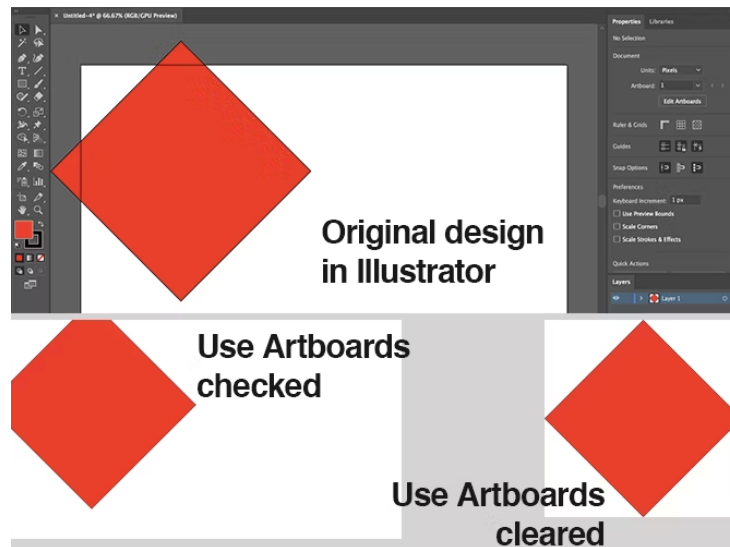 × Untitled-4* @ 66.67% (RGB/GPU Preview)
Properties Libraries
No Selection
Document
Units: Pixels
Artboard: 1
Edit Artboards
Ruler & Grids
Guides
Snap Options
Preferences
Keyboard Increment: 1 px
Use Preview Bounds
Scale Corners
Scale Strokes & Effects
Quick Actions
Layers
Layer 1
Original design
in Illustrator
Use Artboards
checked
Use Artboards
cleared